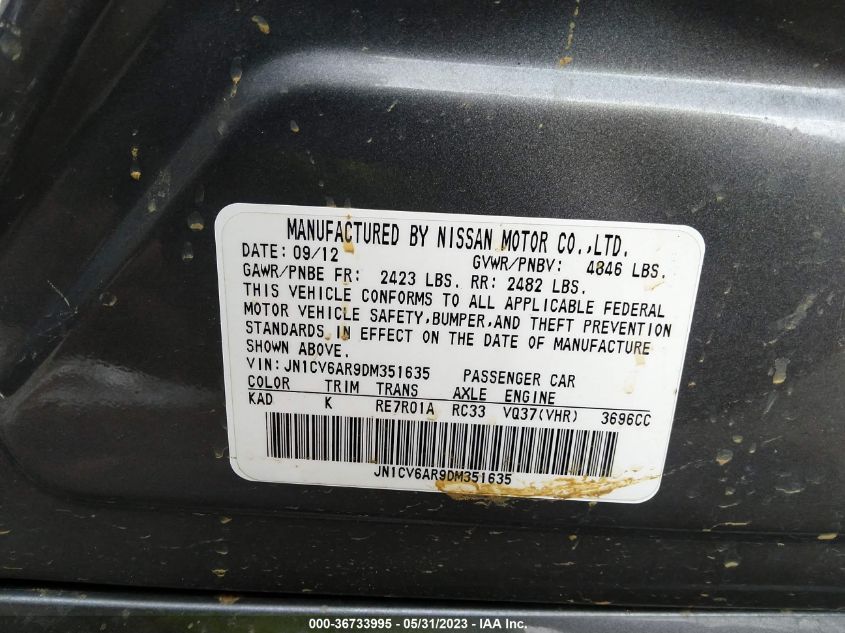 MANUFACTURED BY NISSAN MOTOR CO.,LTD.
DATE: 09/12 GVWR/PNBV: 4846 LBS.
GAWR/PNBE FR: 2423 LBS. RR: 2482 LBS.
THIS VEHICLE CONFORMS TO ALL APPLICABLE FEDERAL
MOTOR VEHICLE SAFETY,BUMPER,AND THEFT PREVENTION
STANDARDS IN EFFECT ON THE DATE OF MANUFACTURE
SHOWN ABOVE.
VIN:JN1CV6AR9DM351635 PASSENGER CAR
COLOR TRIM TRANS AXLE ENGINE
KAD K RE7R01A RC33 VQ37(VHR) 3696CC
JN1CV6AR9DM351635
000-36733995 - 05/31/2023 - IAA Inc.